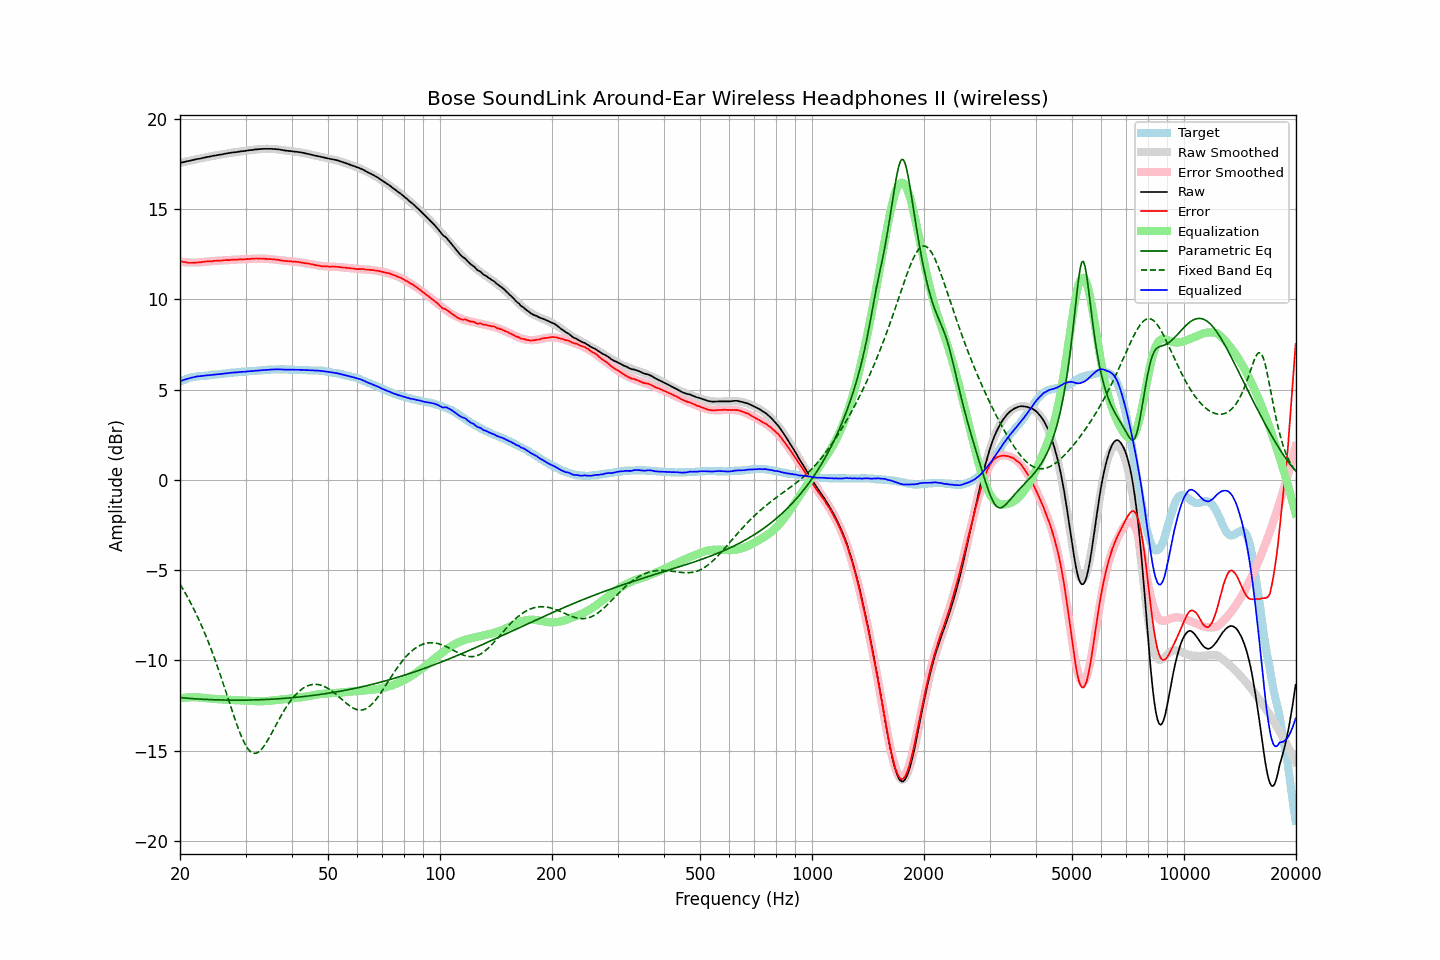 Bose SoundLink Around-Ear Wireless Headphones II (wireless)
Target
Raw Smoothed
Error Smoothed
Raw
Error
Equalization
Parametric Eq
Fixed Band Eq
Equalized
Amplitude (dBr)
20
15
10
5
0
−5
−10
−15
−20
20 50 100 200 500 1000 2000 5000 10000 20000
Frequency (Hz)